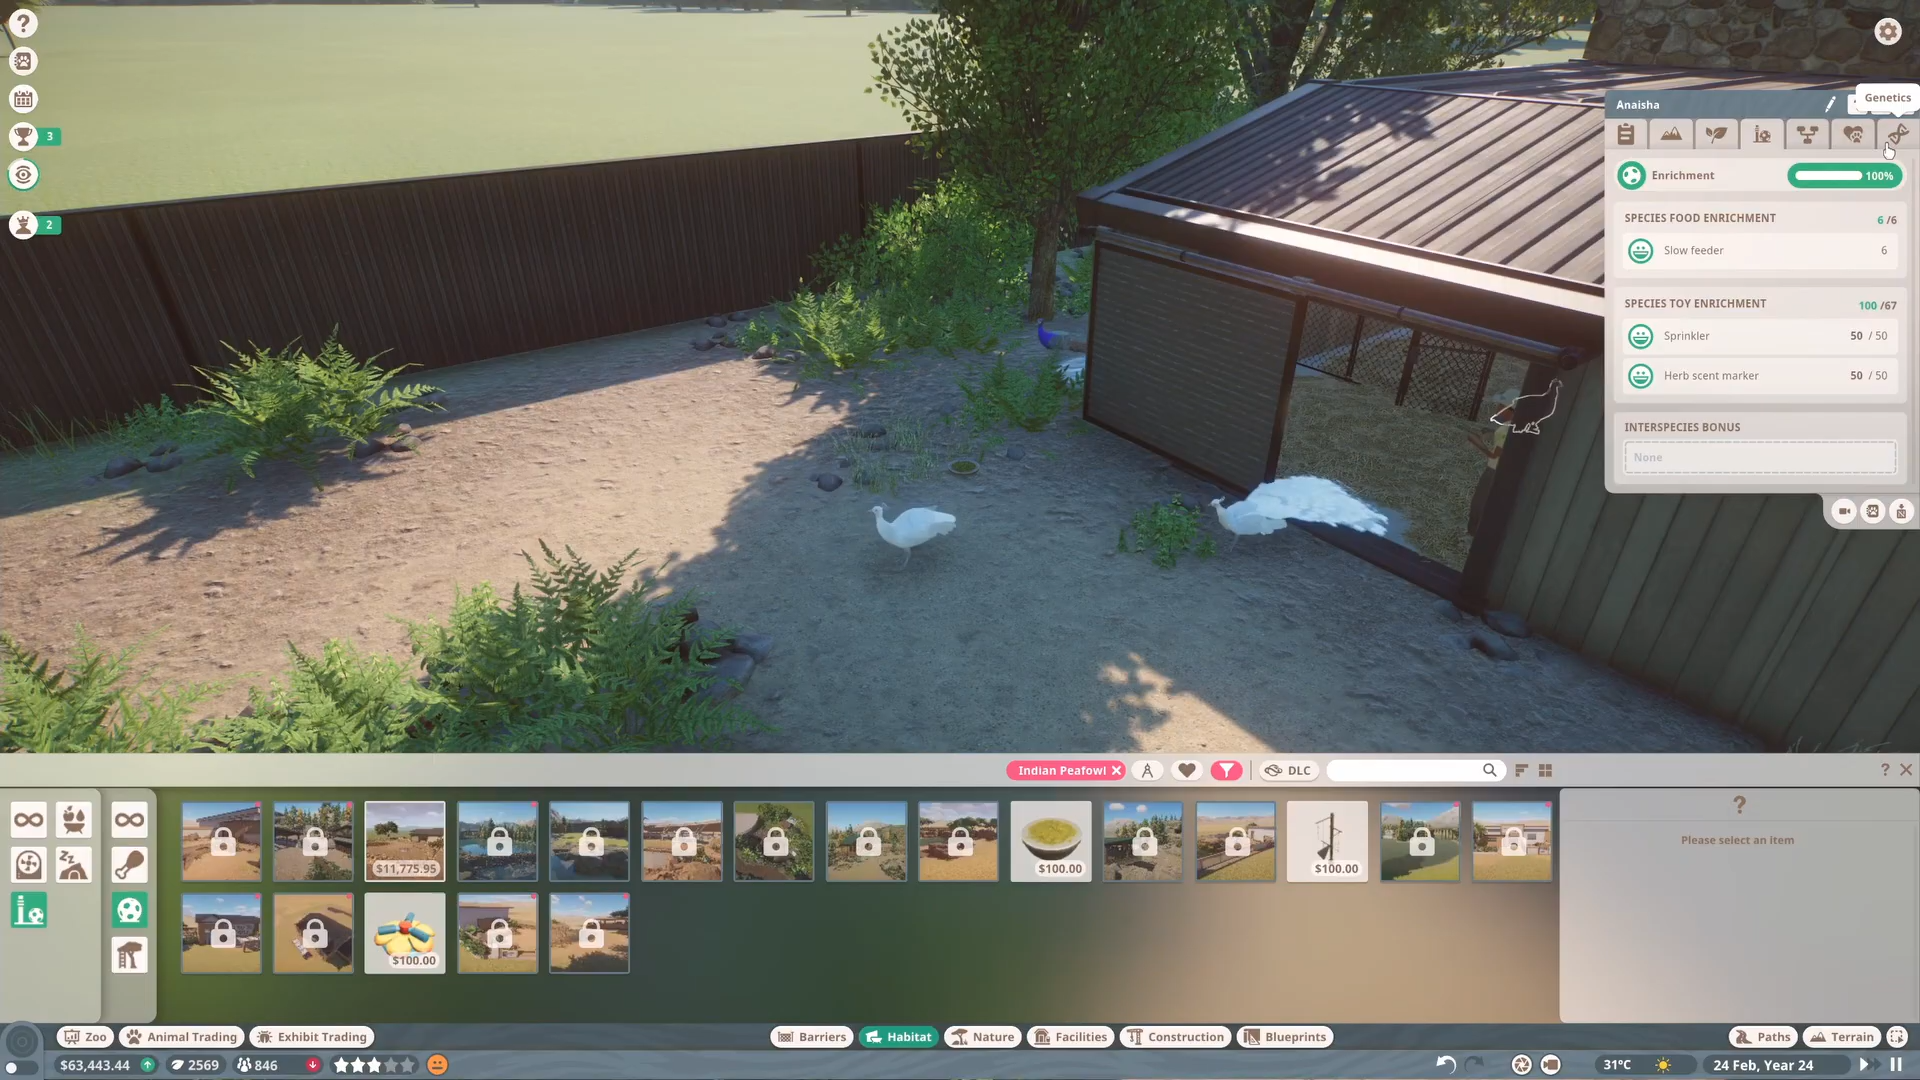 Genetics
Anaisha
3
2
Enrichment 100%
SPECIES FOOD ENRICHMENT 6 /6
Slow feeder 6
SPECIES TOY ENRICHMENT 100 /67
Sprinkler 50 / 50
Herb scent marker 50 / 50
INTERSPECIES BONUS
None
Indian Peafowl DLC ?
$11,775.95 $100.00 $100.00
$100.00
?
Please select an item
Zoo Animal Trading Exhibit Trading Barriers Habitat Nature Facilities Construction Blueprints Paths Terrain
$63,443.44 2569 846 31°C 24 Feb, Year 24